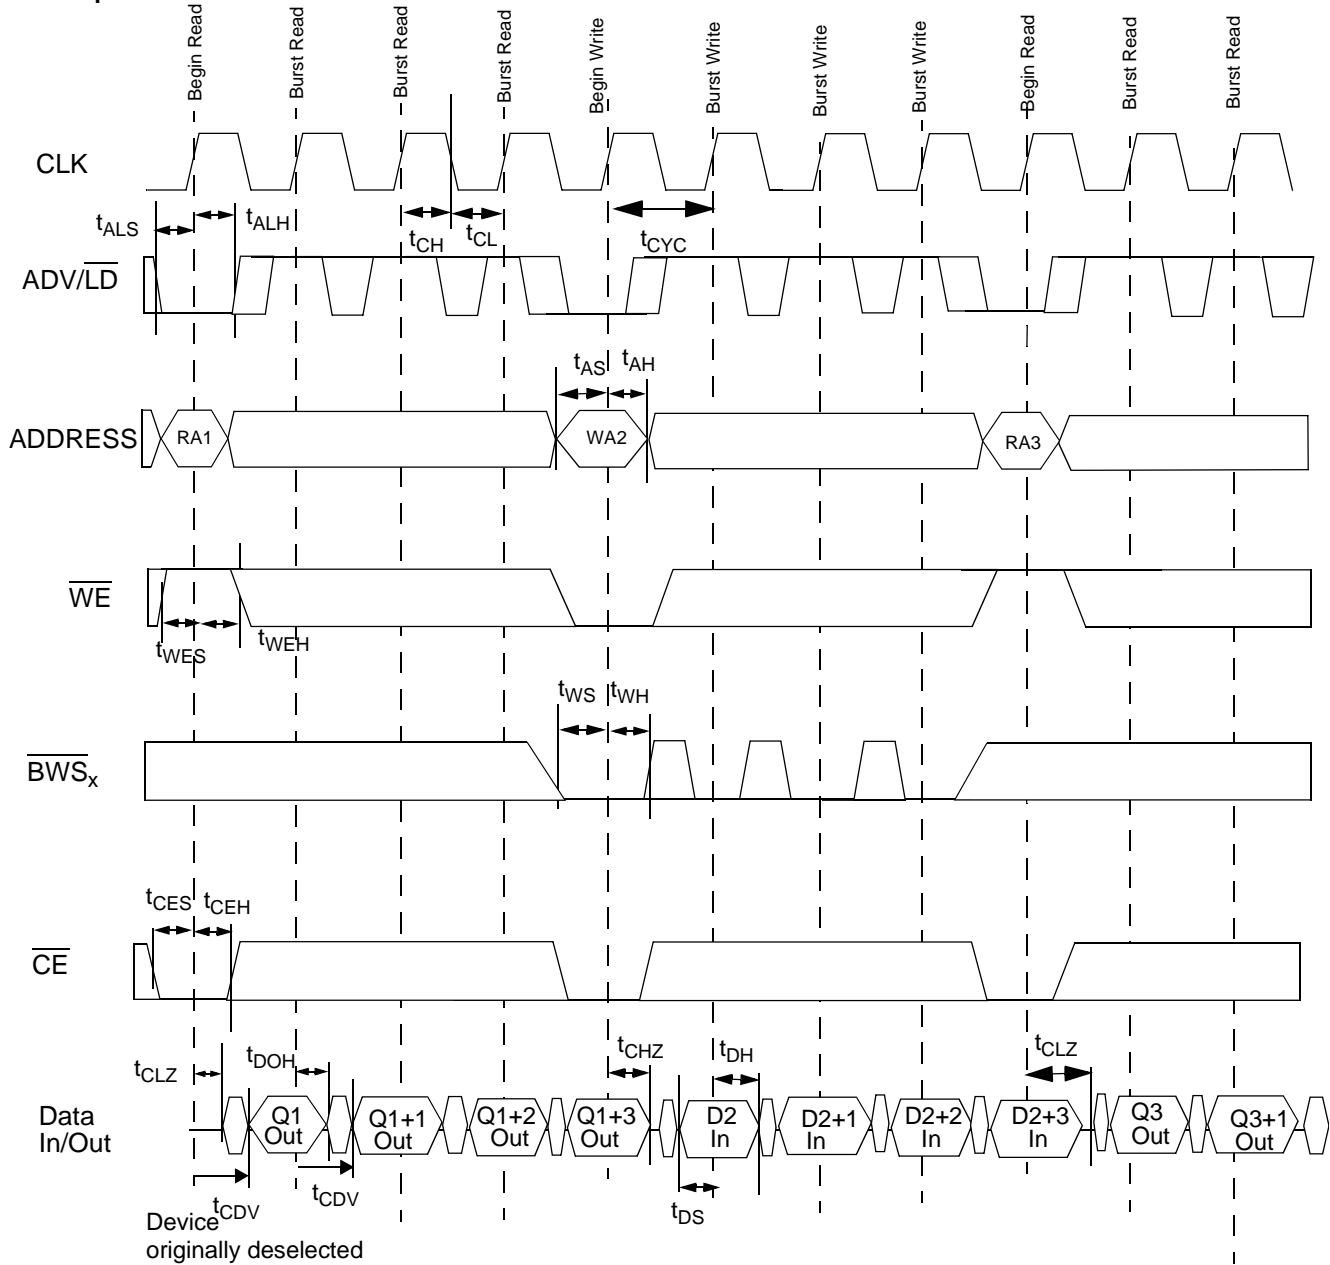 Begin Read
Burst Read
Burst Read
Burst Read
Begin Write
Burst Write
Burst Write
Burst Write
Begin Read
Burst Read
Burst Read
CLK
tALS
tALH
tCH
tCL
tCYC
ADV/LD
tAS
tAH
ADDRESS
RA1
WA2
RA3
WE
tWES
tWEH
tWS
tWH
BWSx
tCES
tCEH
CE
tCLZ
tDOH
tCHZ
tDH
tCLZ
Data
In/Out
Q1
Out
Q1+1
Out
Q1+2
Out
Q1+3
Out
D2
In
D2+1
In
D2+2
In
D2+3
In
Q3
Out
Q3+1
Out
tCDV
tCDV
tDS
Device
originally deselected